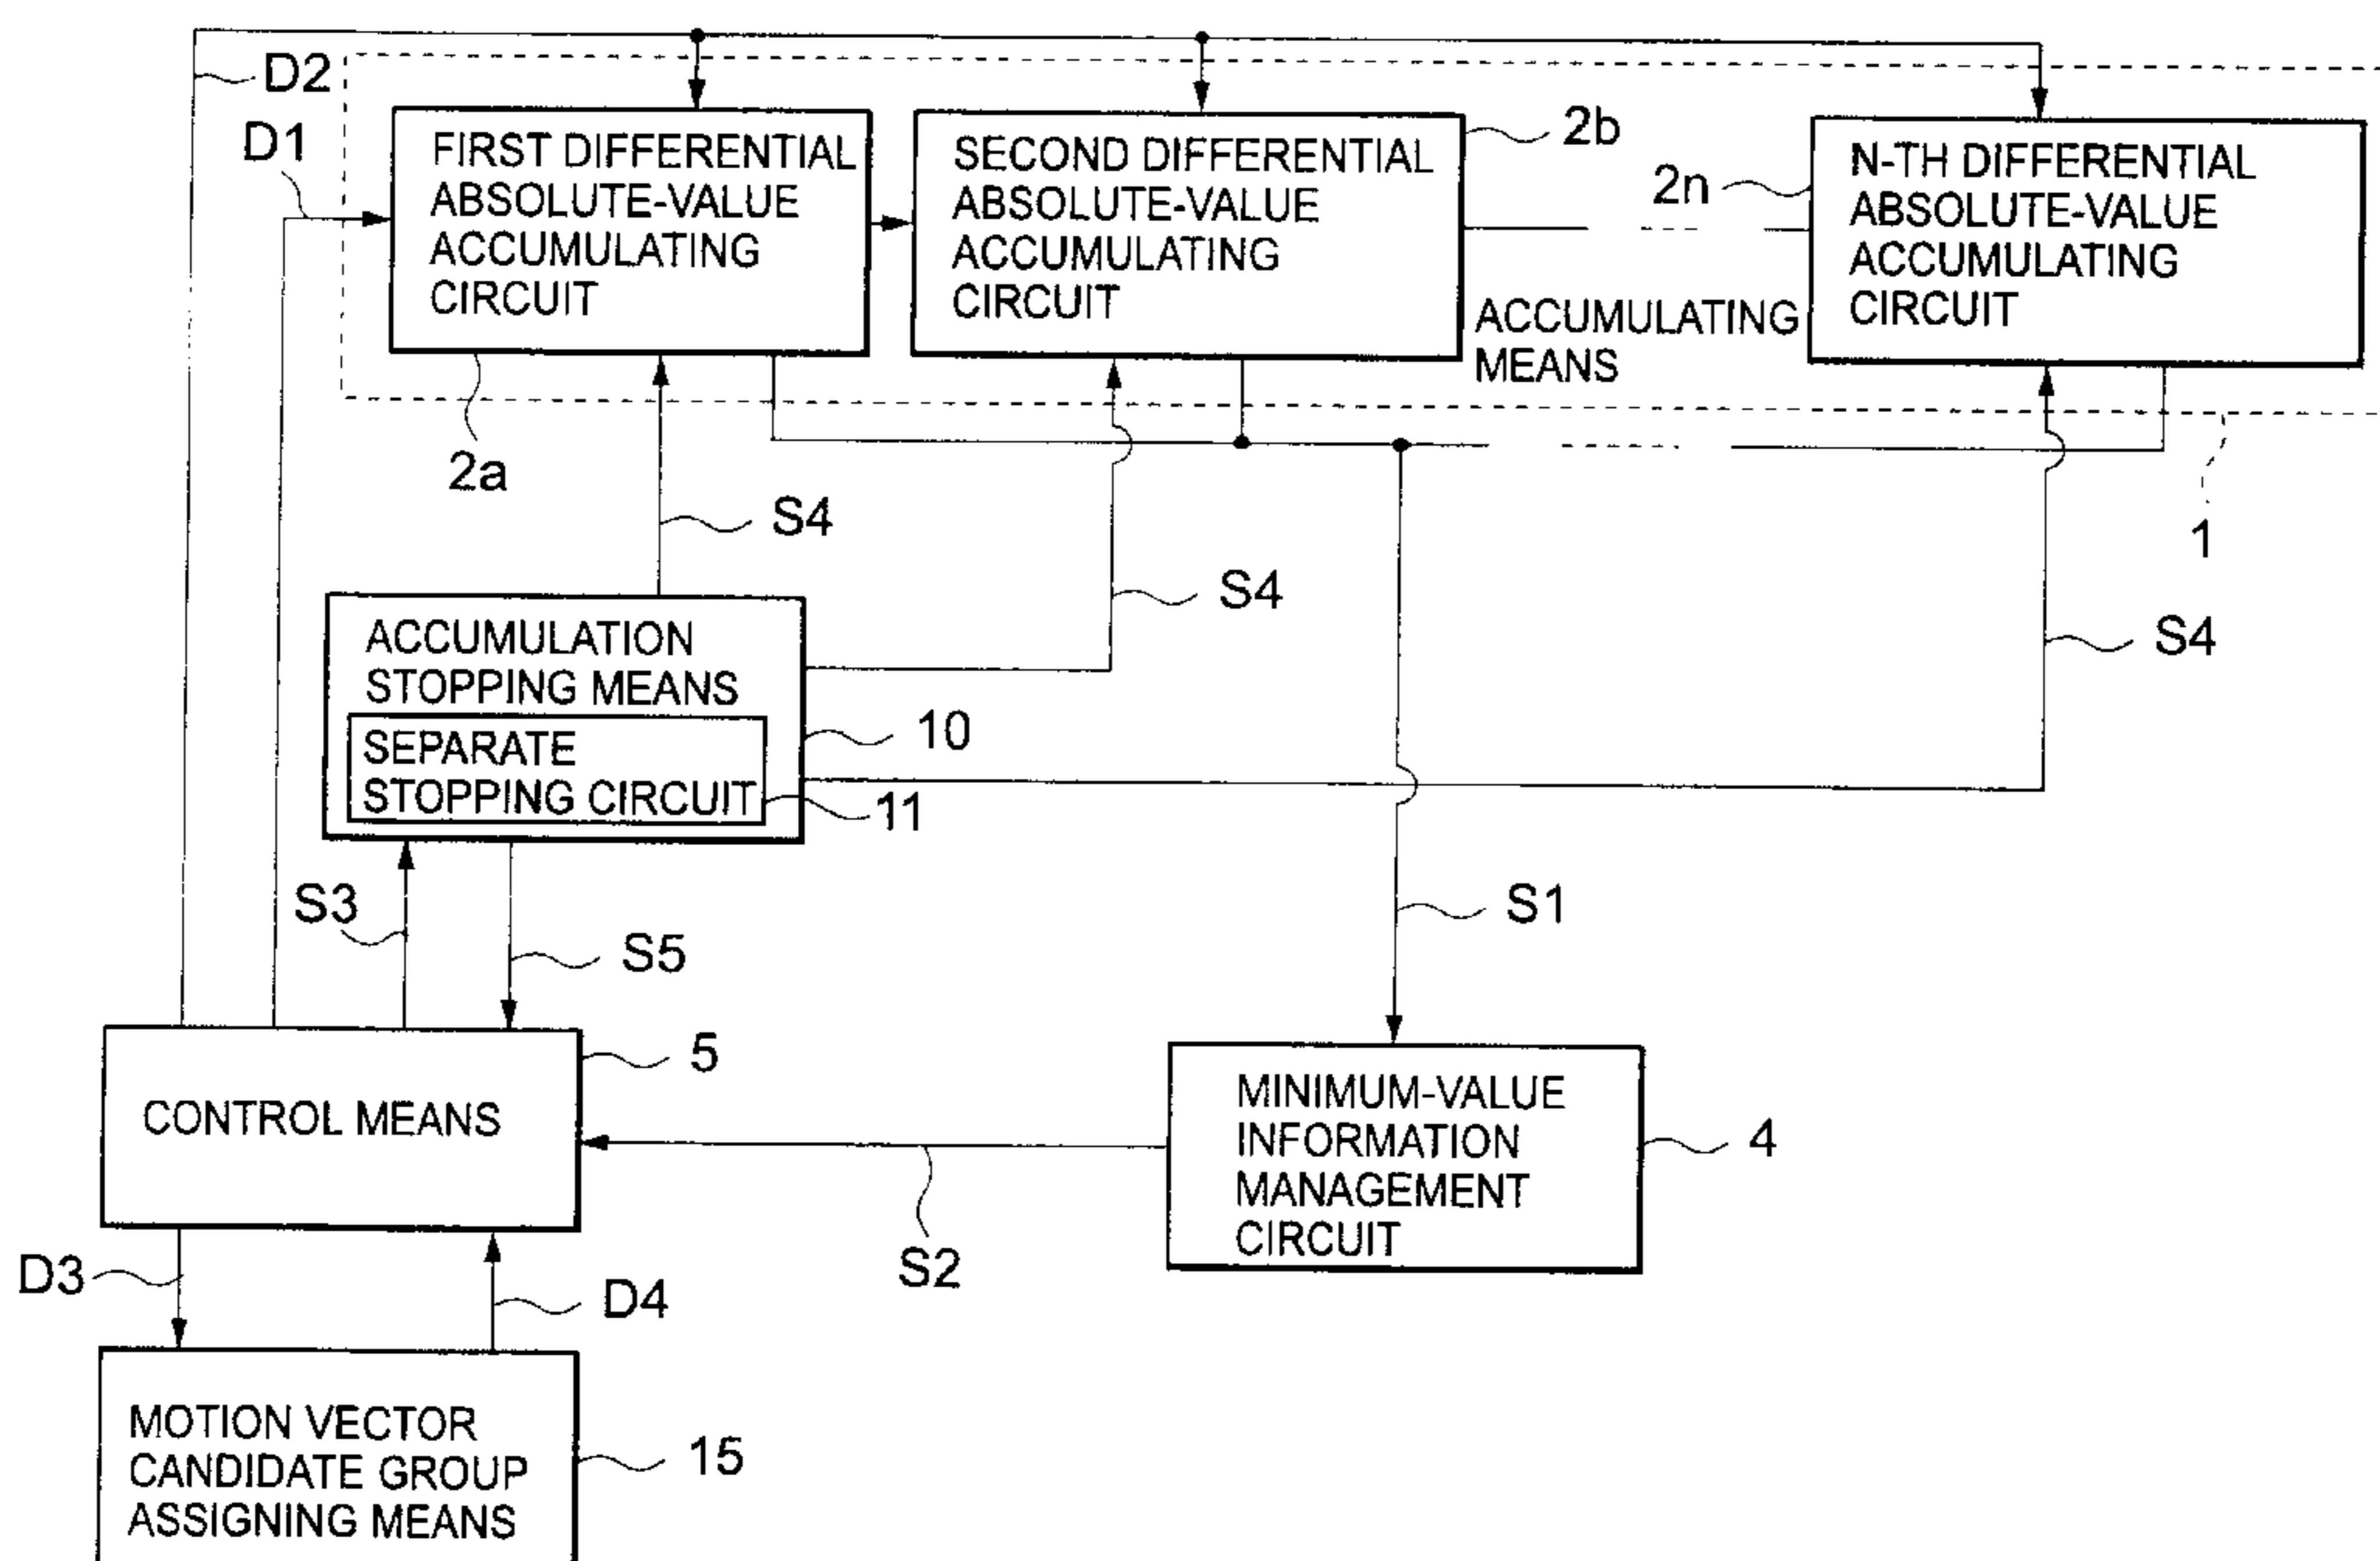 D2
D1
FIRST DIFFERENTIAL
ABSOLUTE-VALUE
ACCUMULATING
CIRCUIT
2a
SECOND DIFFERENTIAL
ABSOLUTE-VALUE
ACCUMULATING
CIRCUIT
2b
ACCUMULATING
MEANS
2n
N-TH DIFFERENTIAL
ABSOLUTE-VALUE
ACCUMULATING
CIRCUIT
1
S4
S4
S4
ACCUMULATION
STOPPING MEANS
10
SEPARATE
STOPPING CIRCUIT
11
S3
S5
S1
CONTROL MEANS
5
MINIMUM-VALUE
INFORMATION
MANAGEMENT
CIRCUIT
4
S2
D3
D4
MOTION VECTOR
CANDIDATE GROUP
ASSIGNING MEANS
15